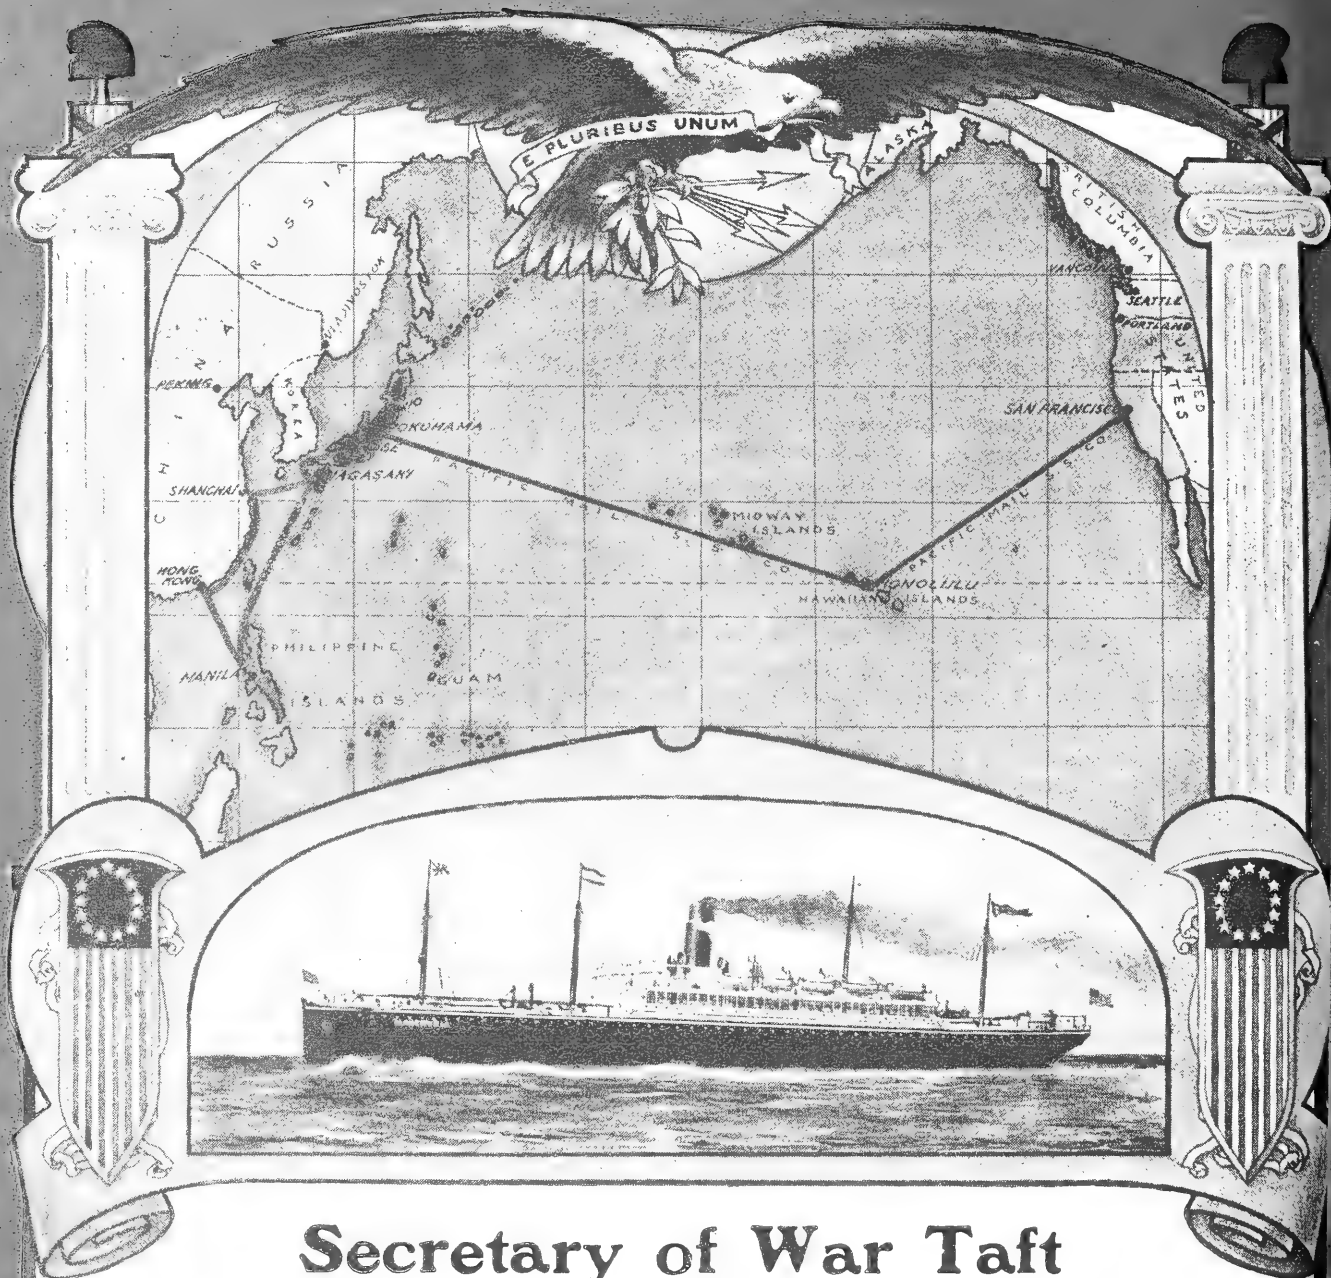 E PLURIBUS UNUM
ALASKA
RUSSIA
BRITISH
COLUMBIA
VLADIVOSTOK
VANCOUVER
SEATTLE
PORTLAND
UNITED
STATES
CHINA
PEKING
KOREA
SAN FRANCISCO
YOKOHAMA
NAGASAKI
SHANGHAI
PACIFIC MAIL S.S. CO.
PACIFIC MAIL S.S. CO.
MIDWAY
ISLANDS
HONG
KONG
HONOLULU
HAWAIIAN ISLANDS
PHILIPPINE
ISLANDS
MANILA
GUAM
Secretary of War Taft